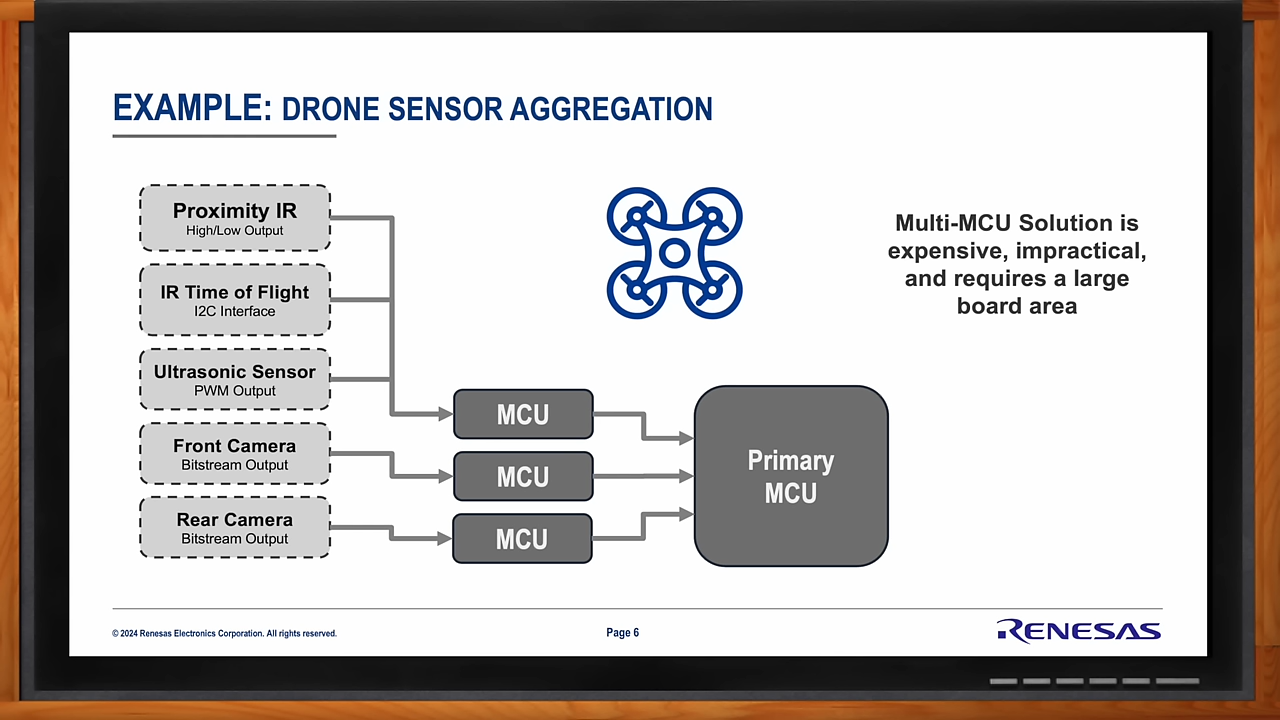 EXAMPLE: DRONE SENSOR AGGREGATION
Proximity IR
High/Low Output
IR Time of Flight
I2C Interface
Ultrasonic Sensor
PWM Output
Front Camera
Bitstream Output
Rear Camera
Bitstream Output
MCU
MCU
MCU
Primary
MCU
Multi-MCU Solution is
expensive, impractical,
and requires a large
board area
© 2024 Renesas Electronics Corporation. All rights reserved.
Page 6
RENESAS